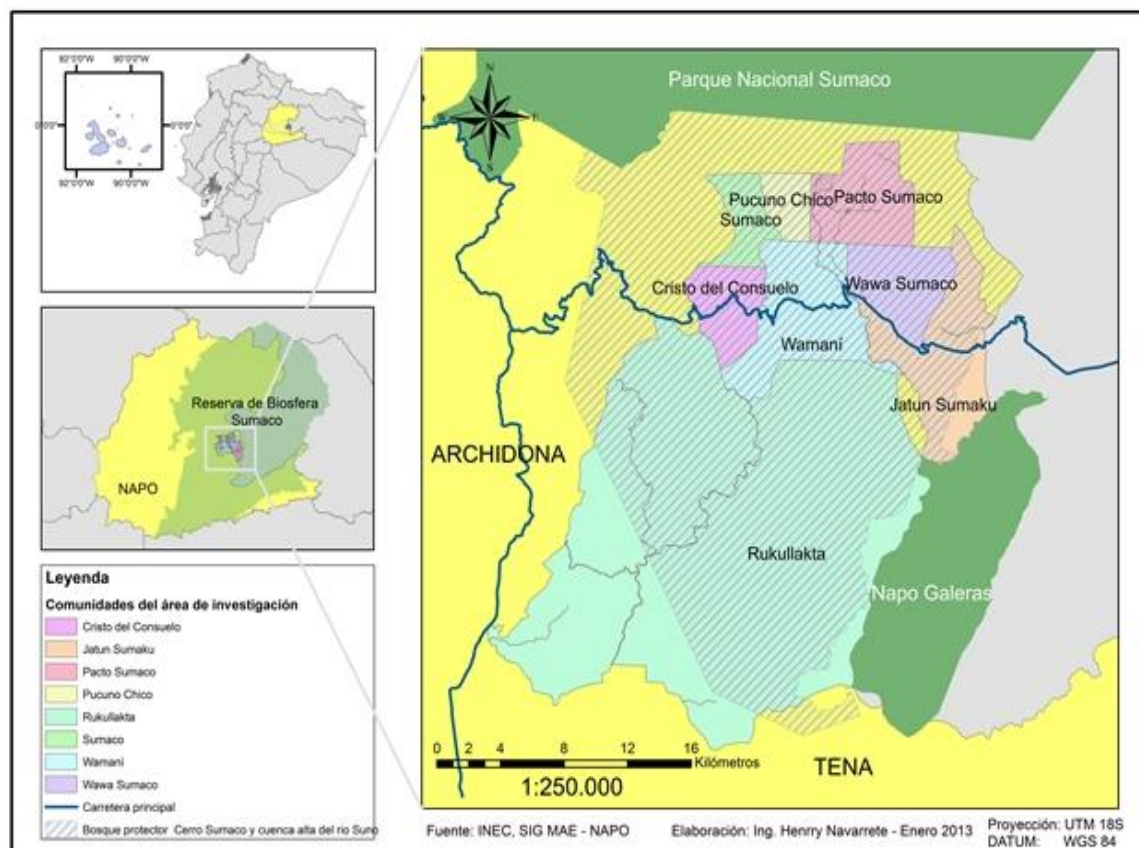 92°0'0"W 90°0'0"W
0°0'0" 0°0'0"
92°0'0"W 90°0'0"W
Reserva de Biosfera
Sumaco
NAPO
Leyenda
Comunidades del área de investigación
Cristo del Consuelo
Jatun Sumaku
Pacto Sumaco
Pucuno Chico
Rukullakta
Sumaco
Wamaní
Wawa Sumaco
Carretera principal
Bosque protector Cerro Sumaco y cuenca alta del río Suno
Parque Nacional Sumaco
N
E
S
Pucuno Chico
Pacto Sumaco
Sumaco
Cristo del Consuelo
Wawa Sumaco
Wamaní
Jatun Sumaku
ARCHIDONA
Rukullakta
Napo Galeras
TENA
0 2 4 8 12 16
Kilómetros
1:250.000
Fuente: INEC, SIG MAE - NAPO
Elaboración: Ing. Henrry Navarrete - Enero 2013
Proyección: UTM 18S
DATUM: WGS 84